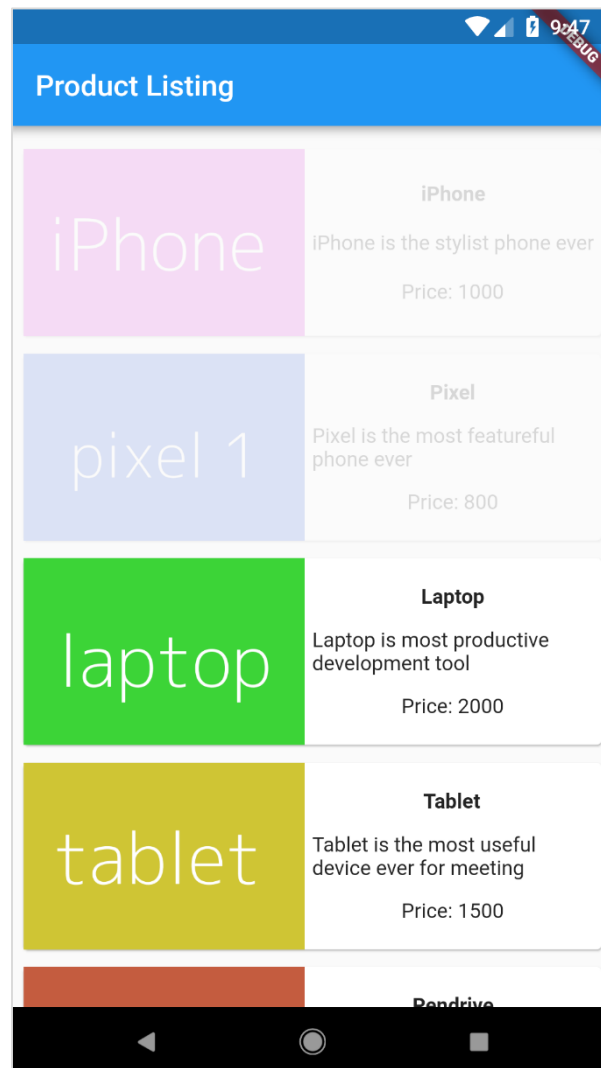 9:47
DEBUG
Product Listing
iPhone
iPhone
iPhone is the stylist phone ever
Price: 1000
pixel 1
Pixel
Pixel is the most featureful
phone ever
Price: 800
laptop
Laptop
Laptop is most productive
development tool
Price: 2000
tablet
Tablet
Tablet is the most useful
device ever for meeting
Price: 1500
Pendrive